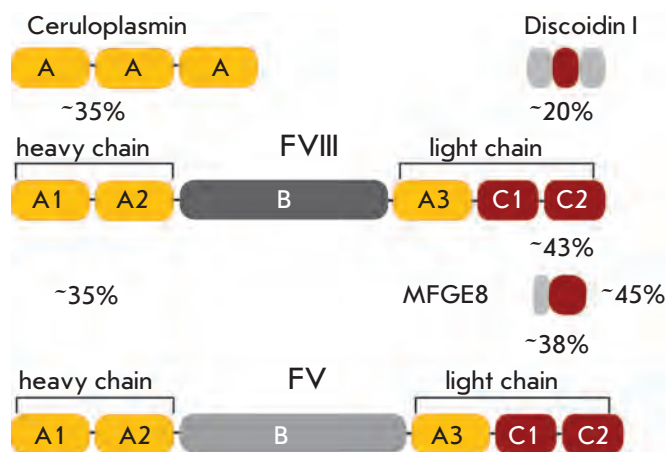 Ceruloplasmin Discoidin I
A A A
~35% ~20%
heavy chain FVIII light chain
A1 A2 B A3 C1 C2
~43%
~35% MFGE8 ~45%
~38%
heavy chain FV light chain
A1 A2 B A3 C1 C2